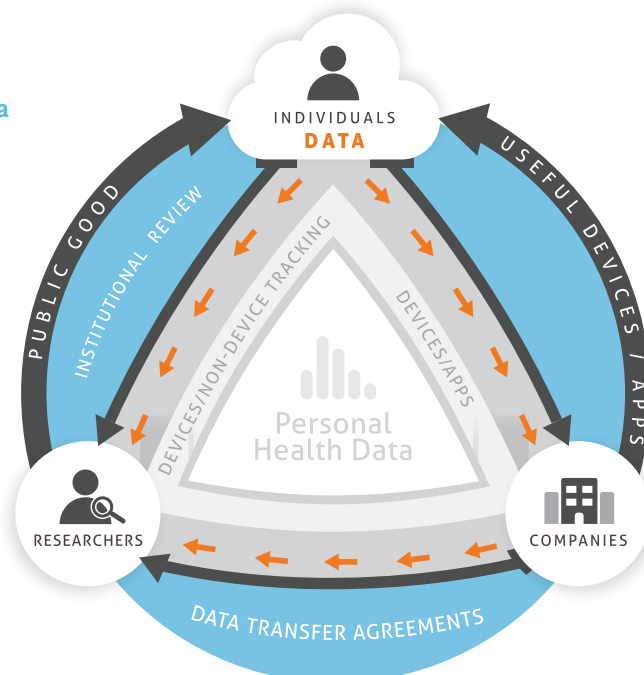 a
INDIVIDUALS
DATA
PUBLIC GOOD
INSTITUTIONAL REVIEW
USEFUL DEVICES / APPS
DEVICES/NON-DEVICE TRACKING
DEVICES/APPS
Personal
Health Data
RESEARCHERS
COMPANIES
DATA TRANSFER AGREEMENTS